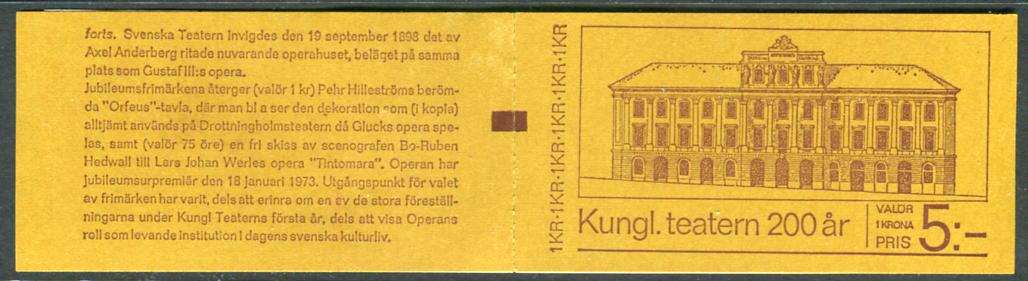 forts. Svenska Teatern invigdes den 19 september 1898 det av
Axel Anderberg ritade nuvarande operahuset, beläget på samma
plats som Gustaf III:s opera.
Jubileumsfrimärkena återger (valör 1 kr) Pehr Hilleströms beröm-
da "Orfeus"-tavla, där man bl a ser den dekoration som (i kopia)
alltjämt används på Drottningholmsteatern då Glucks opera spe-
las, samt (valör 75 öre) en fri skiss av scenografen Bo-Ruben
Hedwall till Lars Johan Werles opera "Tintomara". Operan har
jubileumsurpremiär den 18 januari 1973. Utgångspunkt för valet
av frimärken har varit, dels att erinra om en av de stora föreställ-
ningarna under Kungl Teaterns första år, dels att visa Operans
roll som levande institution i dagens svenska kulturliv.
1KR·1KR·1KR·1KR·1KR
Kungl. teatern 200 år
VALÖR
1 KRONA
PRIS 5:-